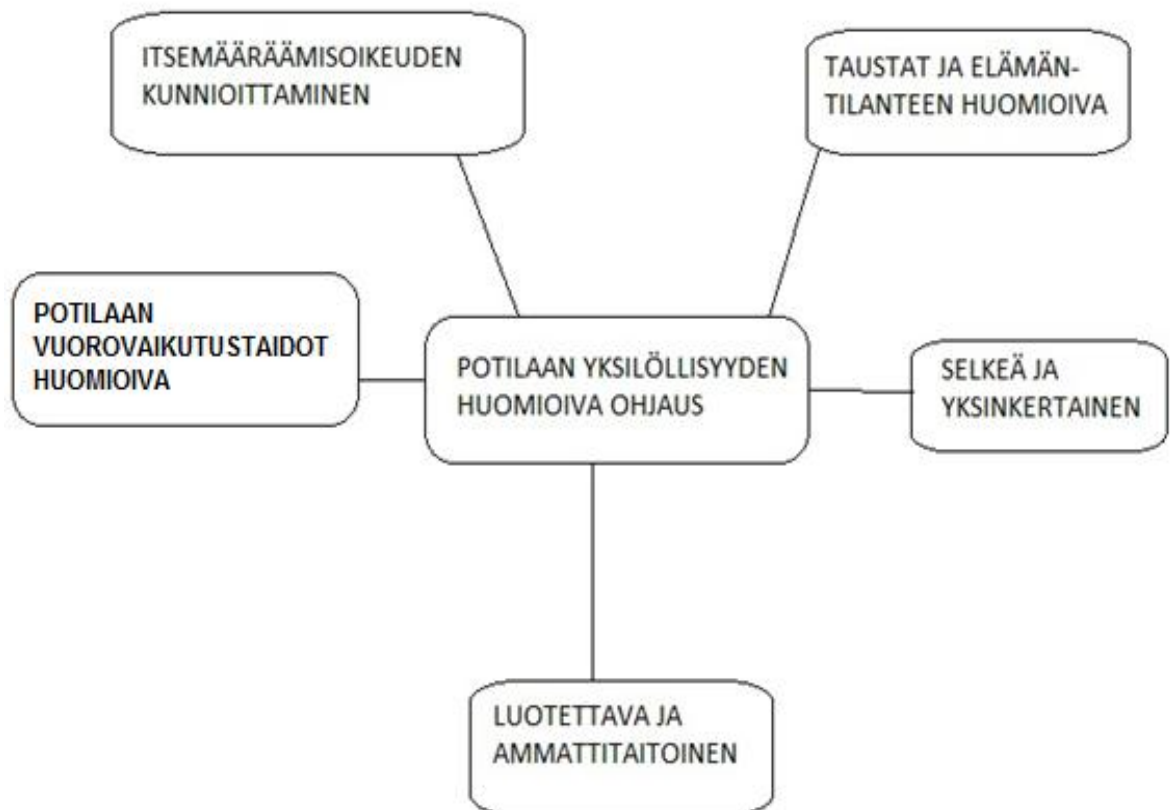 ITSEMÄÄRÄÄMISOIKEUDEN
KUNNIOITTAMINEN
TAUSTAT JA ELÄMÄN-
TILANTEEN HUOMIOIVA
POTILAAN
VUOROVAIKUTUSTAIDOT
HUOMIOIVA
POTILAAN YKSILÖLLISYYDEN
HUOMIOIVA OHJAUS
SELKEÄ JA
YKSINKERTAINEN
LUOTETTAVA JA
AMMATTITAITOINEN